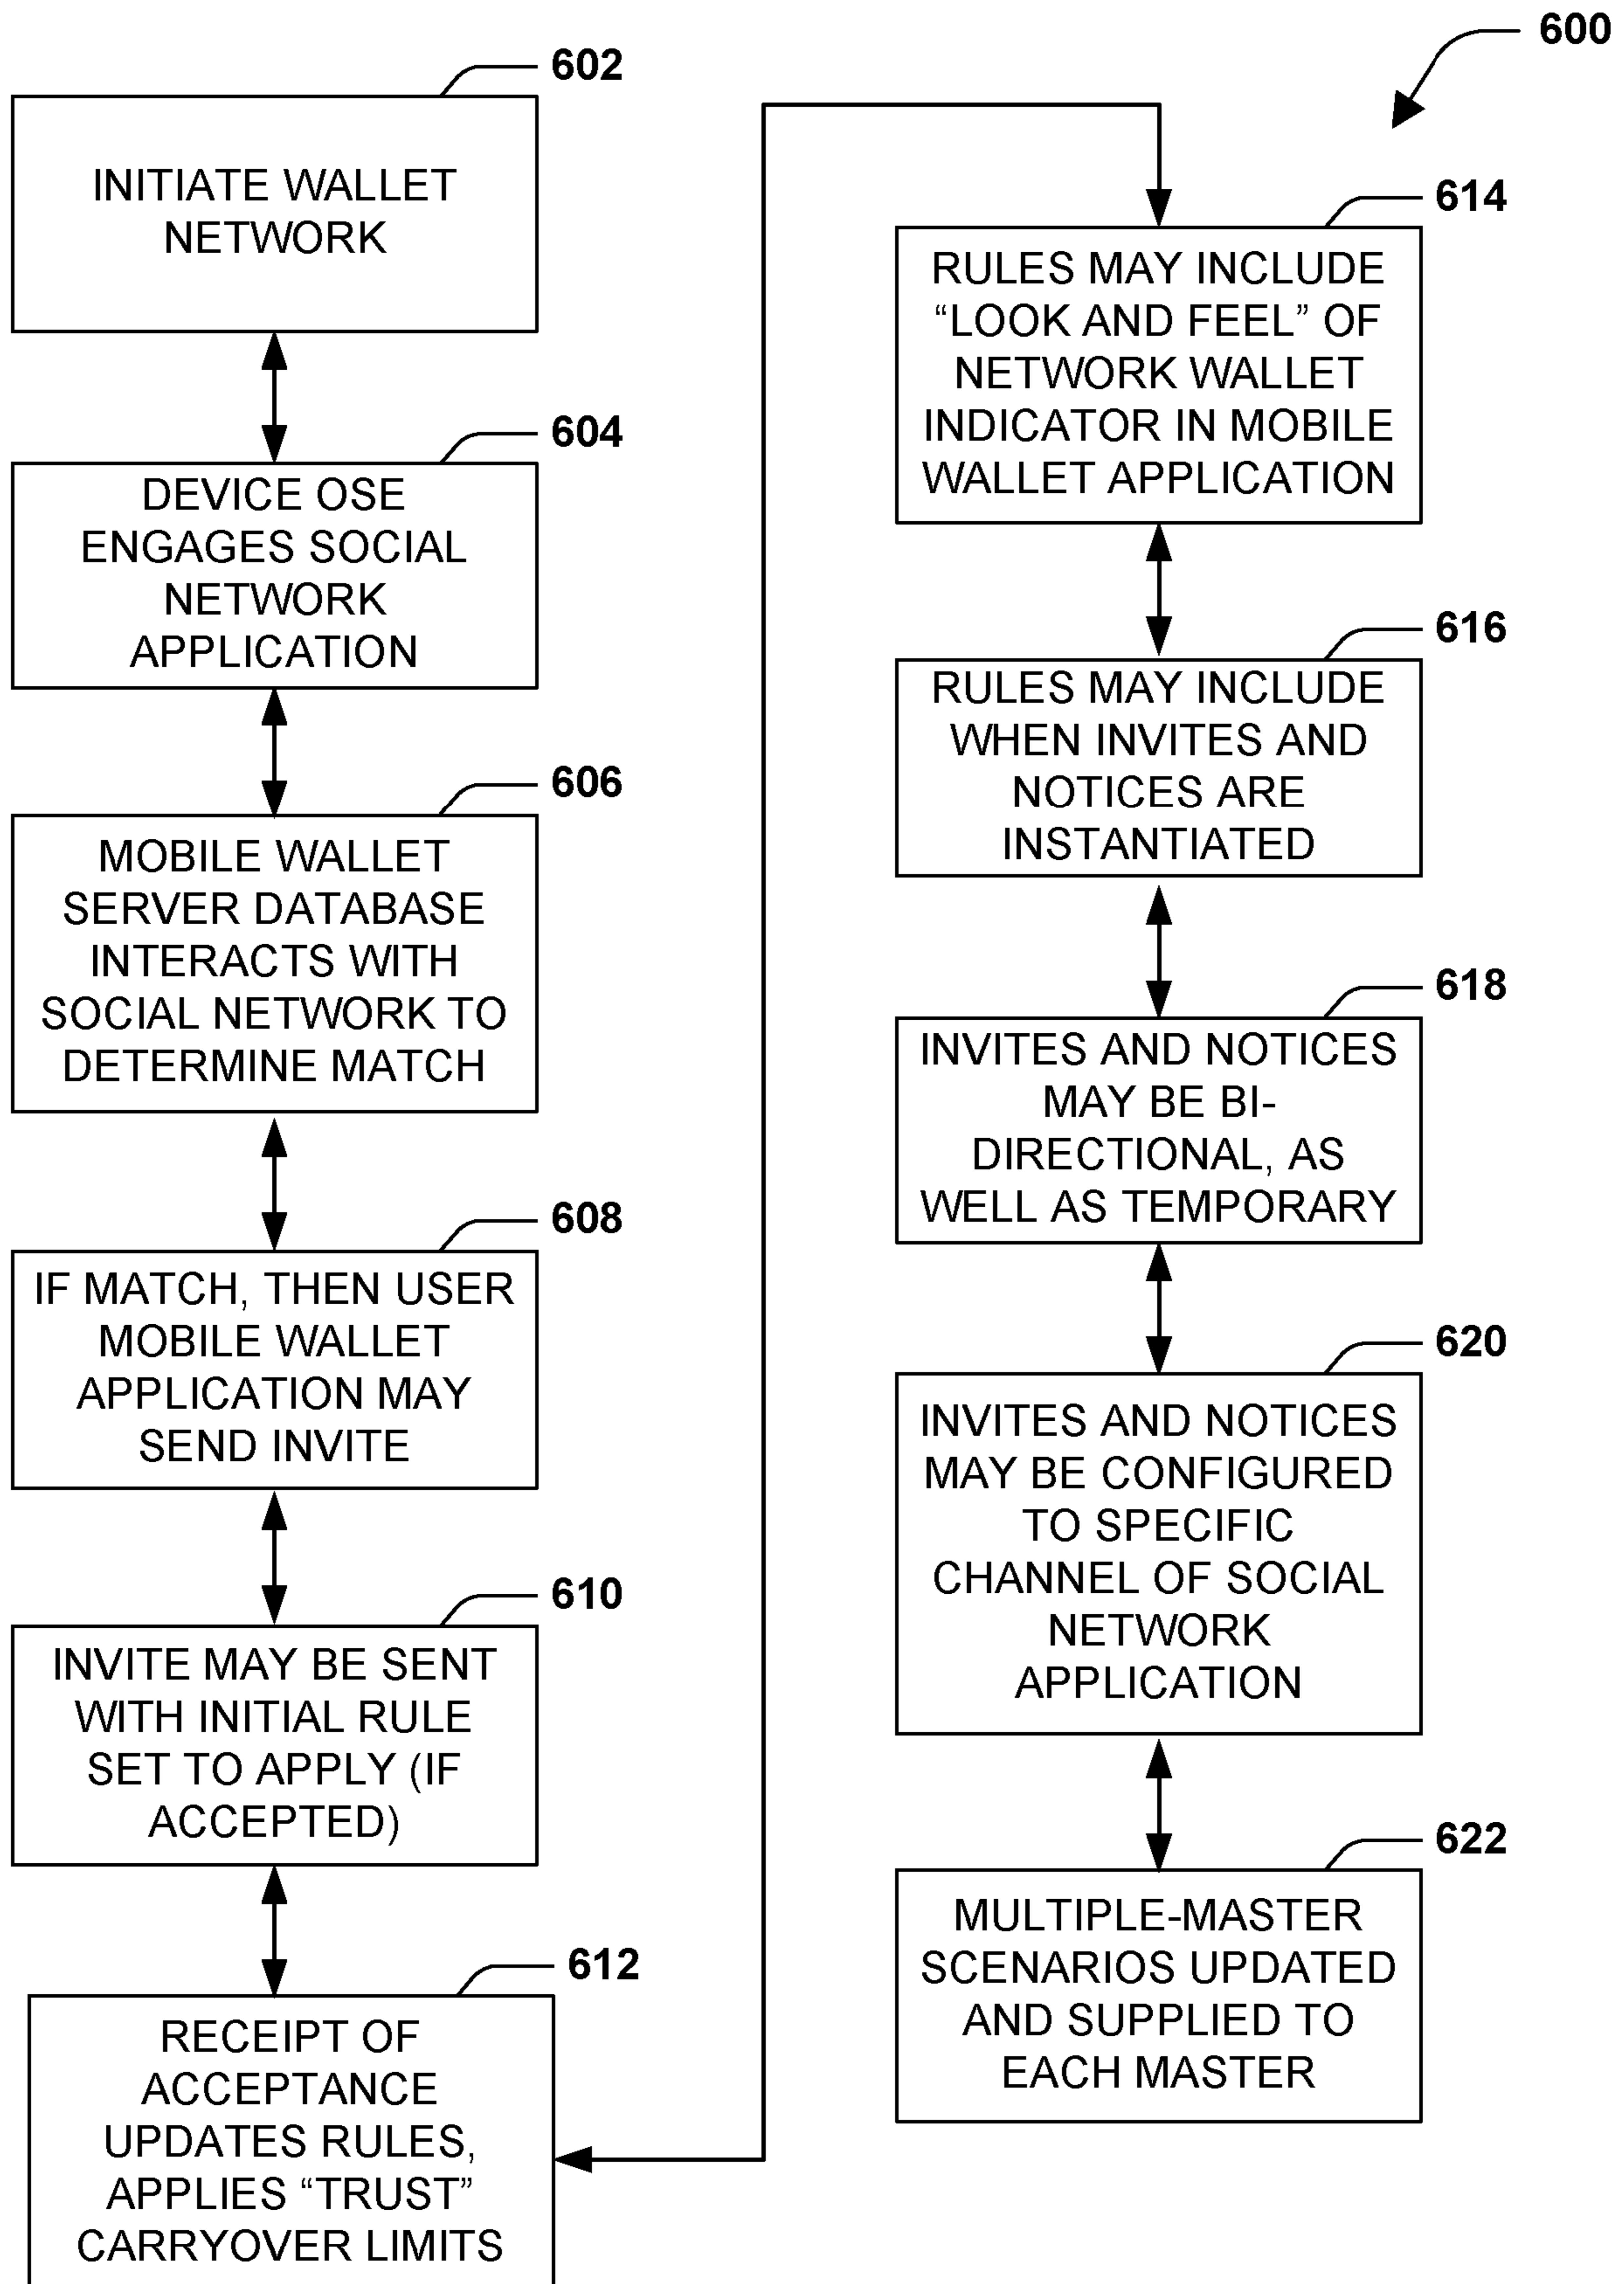 600
602
INITIATE WALLET
NETWORK
604
DEVICE OSE
ENGAGES SOCIAL
NETWORK
APPLICATION
606
MOBILE WALLET
SERVER DATABASE
INTERACTS WITH
SOCIAL NETWORK TO
DETERMINE MATCH
608
IF MATCH, THEN USER
MOBILE WALLET
APPLICATION MAY
SEND INVITE
610
INVITE MAY BE SENT
WITH INITIAL RULE
SET TO APPLY (IF
ACCEPTED)
612
RECEIPT OF
ACCEPTANCE
UPDATES RULES,
APPLIES “TRUST”
CARRYOVER LIMITS
614
RULES MAY INCLUDE
“LOOK AND FEEL” OF
NETWORK WALLET
INDICATOR IN MOBILE
WALLET APPLICATION
616
RULES MAY INCLUDE
WHEN INVITES AND
NOTICES ARE
INSTANTIATED
618
INVITES AND NOTICES
MAY BE BI-
DIRECTIONAL, AS
WELL AS TEMPORARY
620
INVITES AND NOTICES
MAY BE CONFIGURED
TO SPECIFIC
CHANNEL OF SOCIAL
NETWORK
APPLICATION
622
MULTIPLE-MASTER
SCENARIOS UPDATED
AND SUPPLIED TO
EACH MASTER